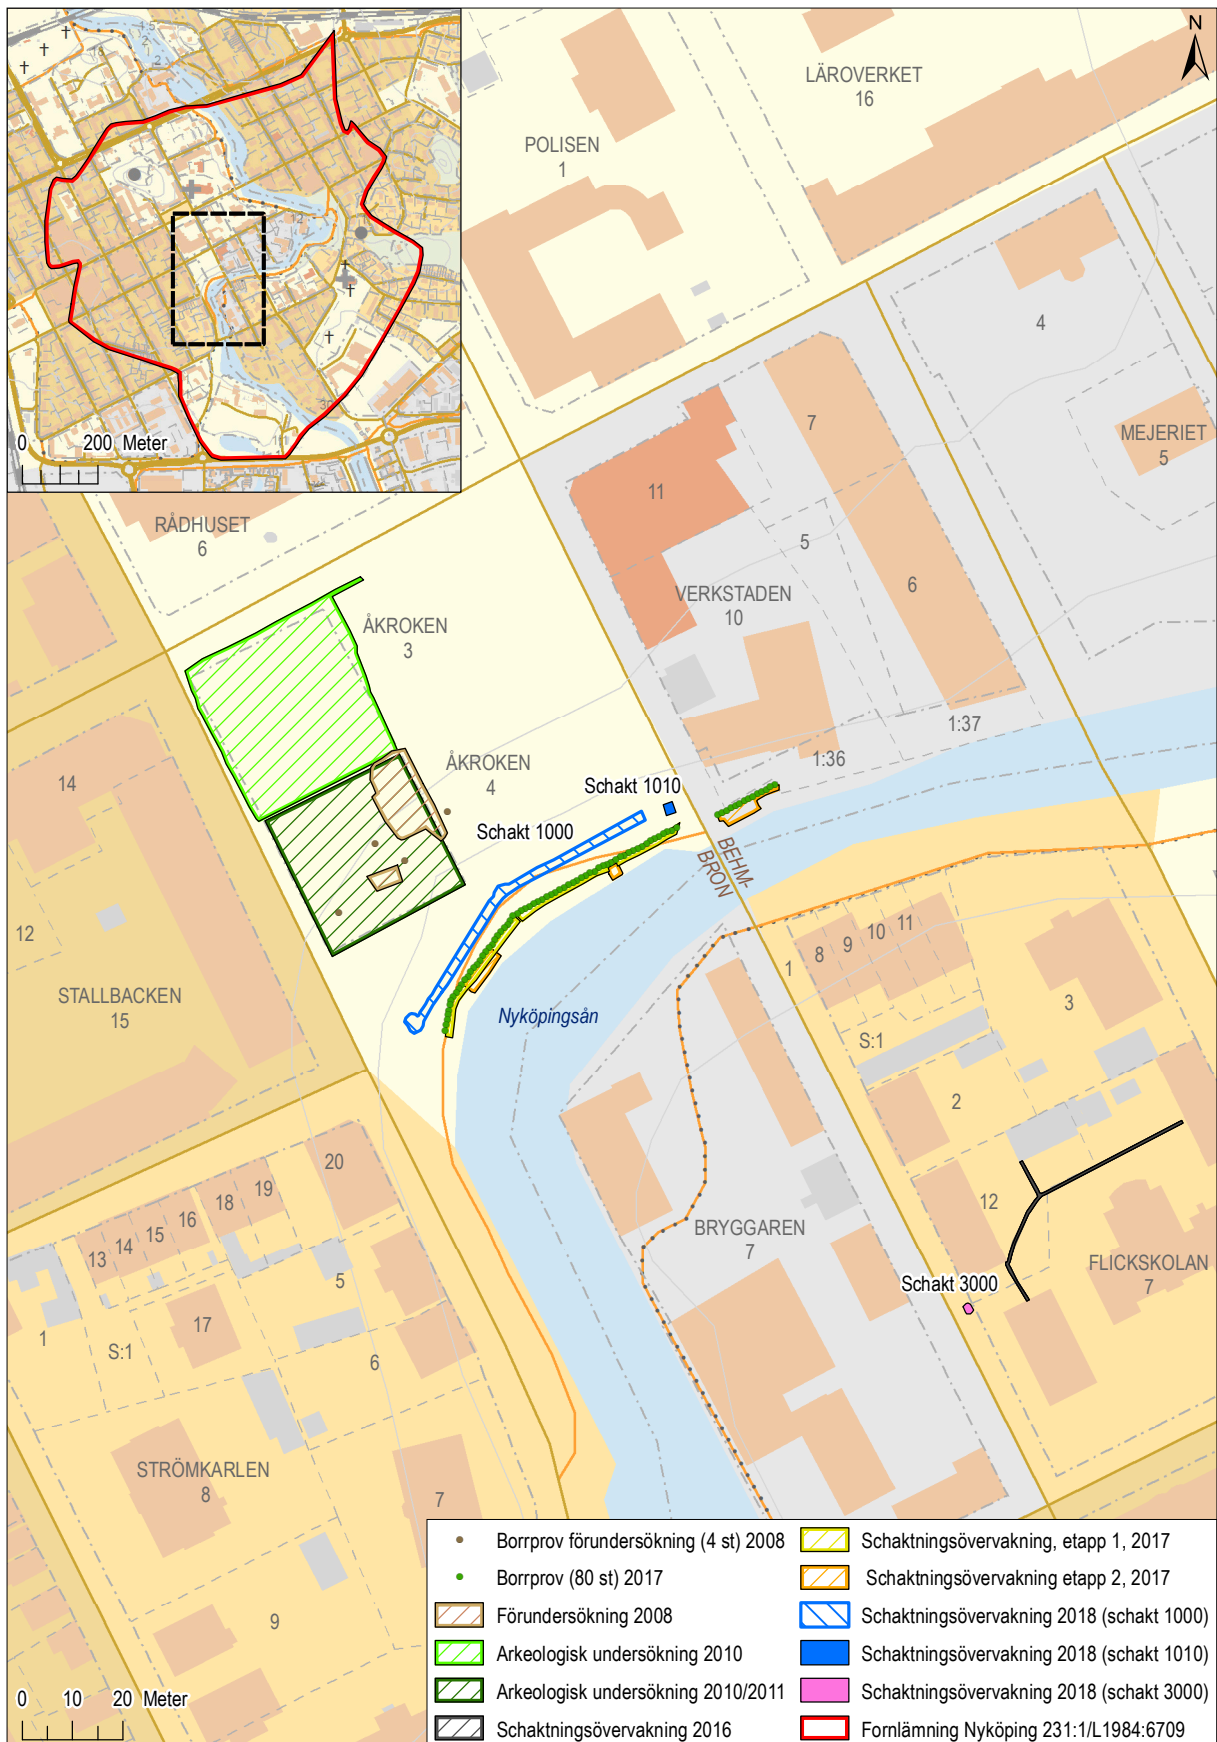 N
0 200 Meter
LÄROVERKET
16
POLISEN
1
4
MEJERIET
5
7
11
5
6
VERKSTADEN
10
RÅDHUSET
6
ÅKROKEN
3
ÅKROKEN
4
1:37
1:36
Schakt 1010
Schakt 1000
BEHM-
BRON
14
12
STALLBACKEN
15
Nyköpingsån
1
8
9
10
11
3
S:1
2
12
FLICKSKOLAN
7
Schakt 3000
BRYGGAREN
7
20
19
18
16
15
14
13
5
17
1
S:1
6
STRÖMKARLEN
8
7
9
0 10 20 Meter
Borrprov förundersökning (4 st) 2008
Borrprov (80 st) 2017
Förundersökning 2008
Arkeologisk undersökning 2010
Arkeologisk undersökning 2010/2011
Schaktningsövervakning 2016
Schaktningsövervakning, etapp 1, 2017
Schaktningsövervakning etapp 2, 2017
Schaktningsövervakning 2018 (schakt 1000)
Schaktningsövervakning 2018 (schakt 1010)
Schaktningsövervakning 2018 (schakt 3000)
Fornlämning Nyköping 231:1/L1984:6709